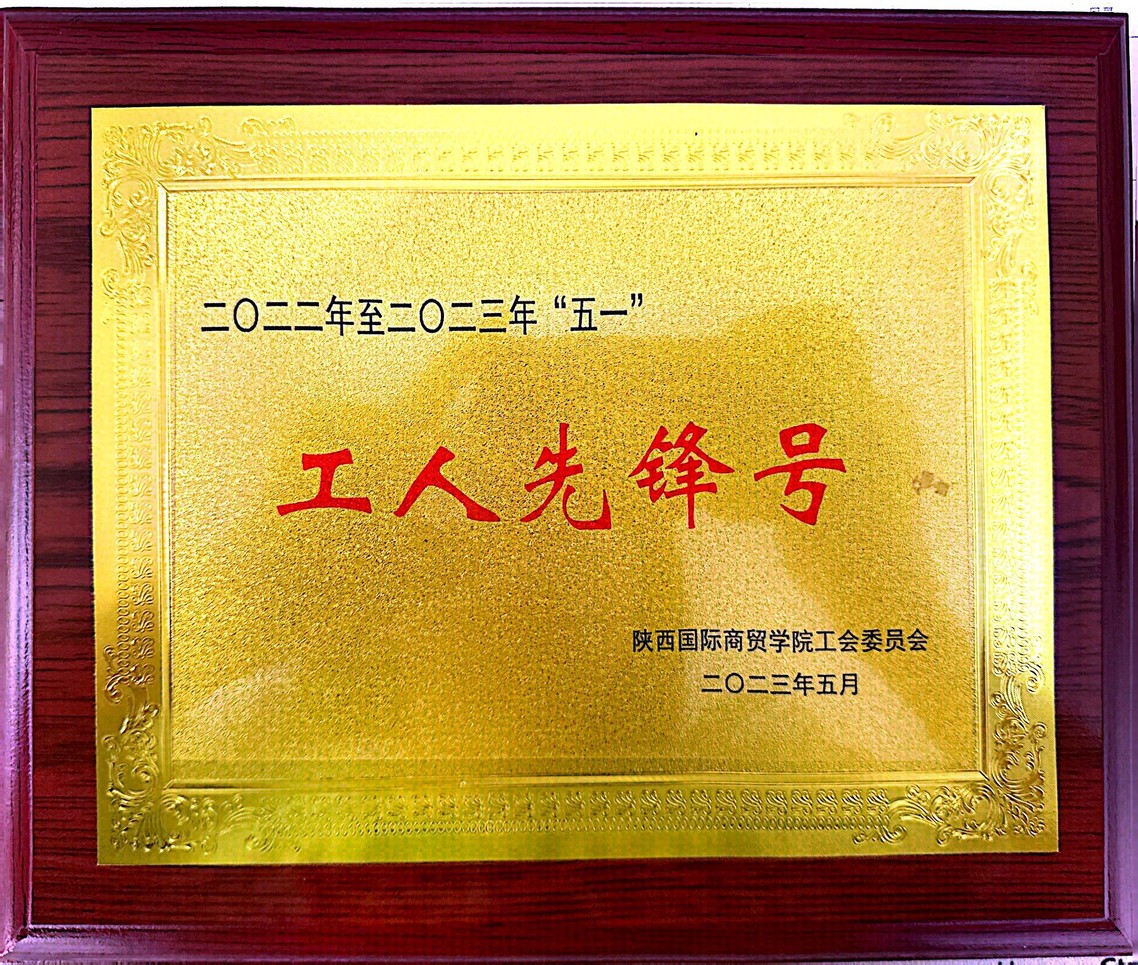 二〇二二年至二〇二三年“五一”
工人先锋号
陕西国际商贸学院工会委员会
二〇二三年五月